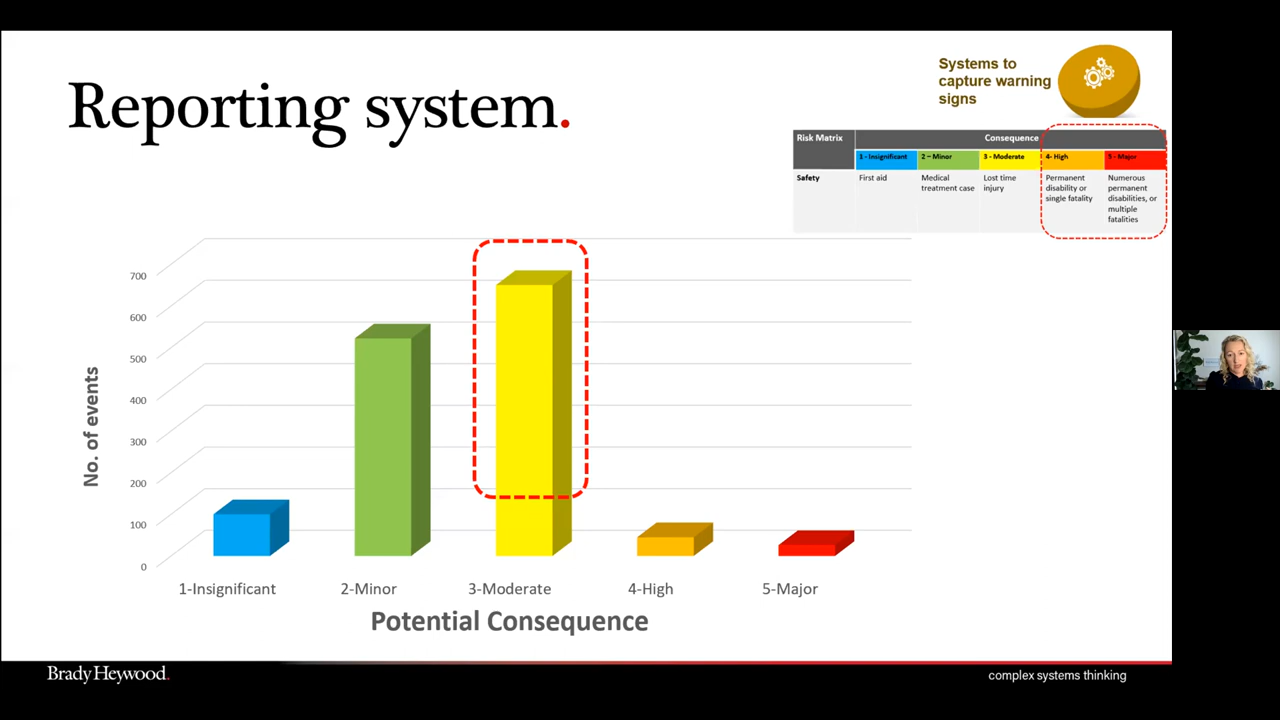 Reporting system.
Systems to
capture warning
signs
Risk Matrix
Consequence
1 - Insignificant
2 – Minor
3 - Moderate
4- High
5 - Major
Safety
First aid
Medical
treatment case
Lost time
injury
Permanent
disability or
single fatality
Numerous
permanent
disabilities, or
multiple
fatalities
No. of events
700
600
500
400
300
200
100
0
1-Insignificant
2-Minor
3-Moderate
4-High
5-Major
Potential Consequence
Brady Heywood.
complex systems thinking